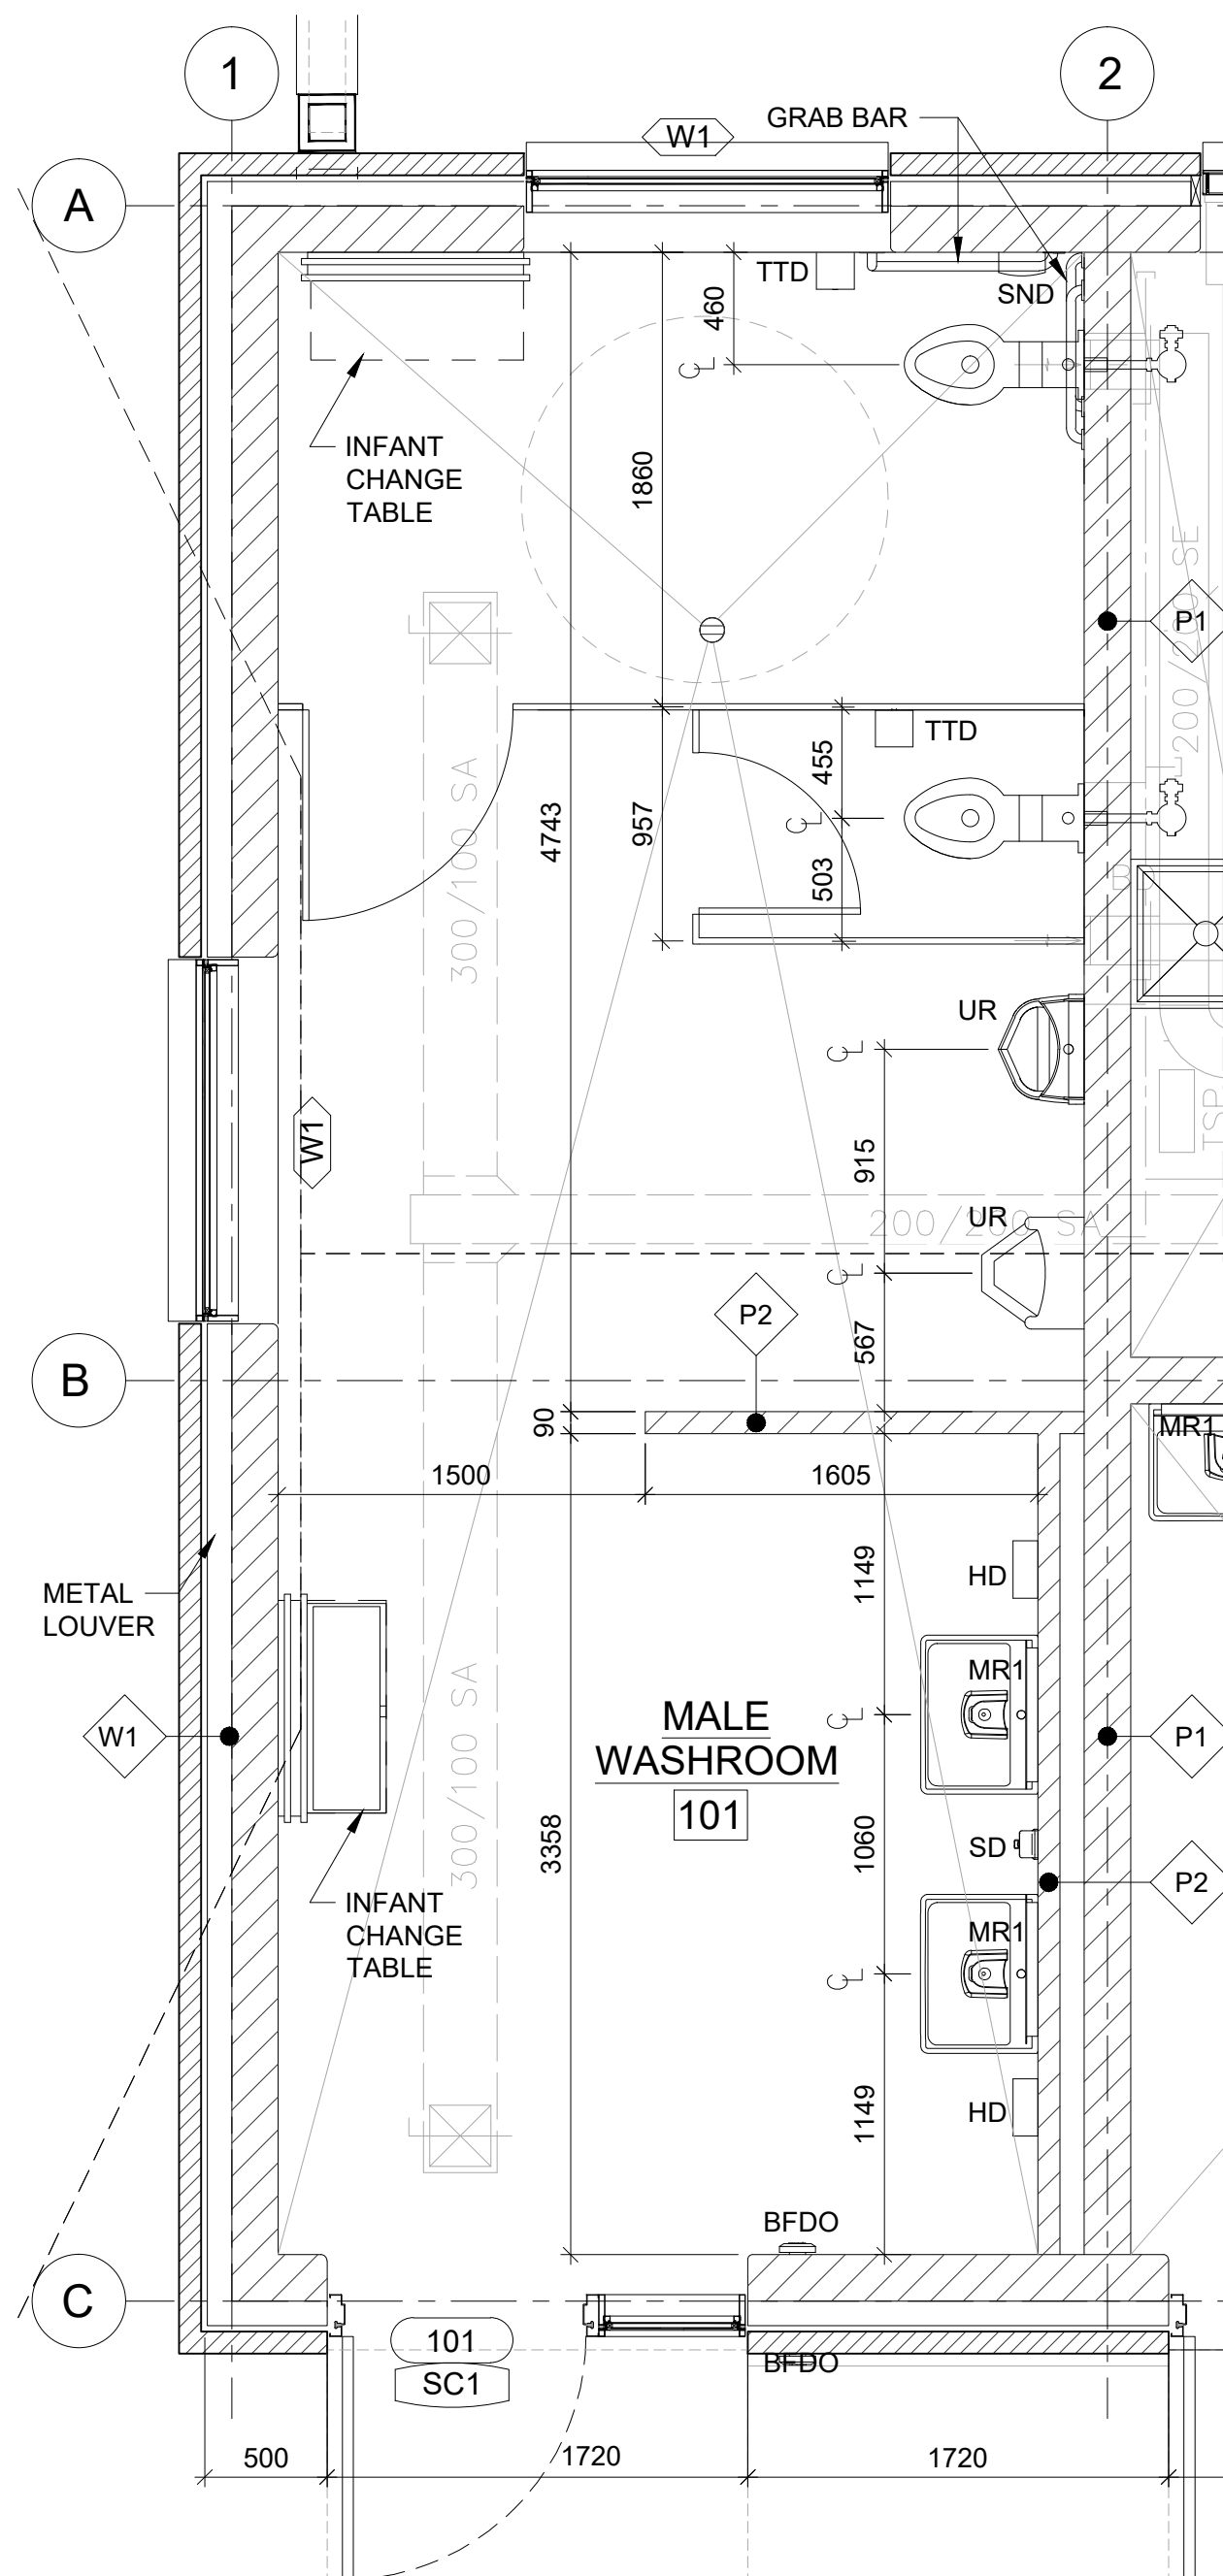 1
2
GRAB BAR
W1
A
TTD
SND
460
INFANT
CHANGE
TABLE
1860
200/200 SE
P1
TTD
455
300/100 SA
4743
957
503
UR
W1
915
TSP
UR
200/200 SA
P2
567
B
90
MR1
1500
1605
1149
HD
METAL
LOUVER
MR1
MALE
WASHROOM
101
W1
P1
300/100 SA
3358
1060
SD
P2
INFANT
CHANGE
TABLE
MR1
1149
HD
BFDO
C
101
SC1
BFDO
500
1720
1720